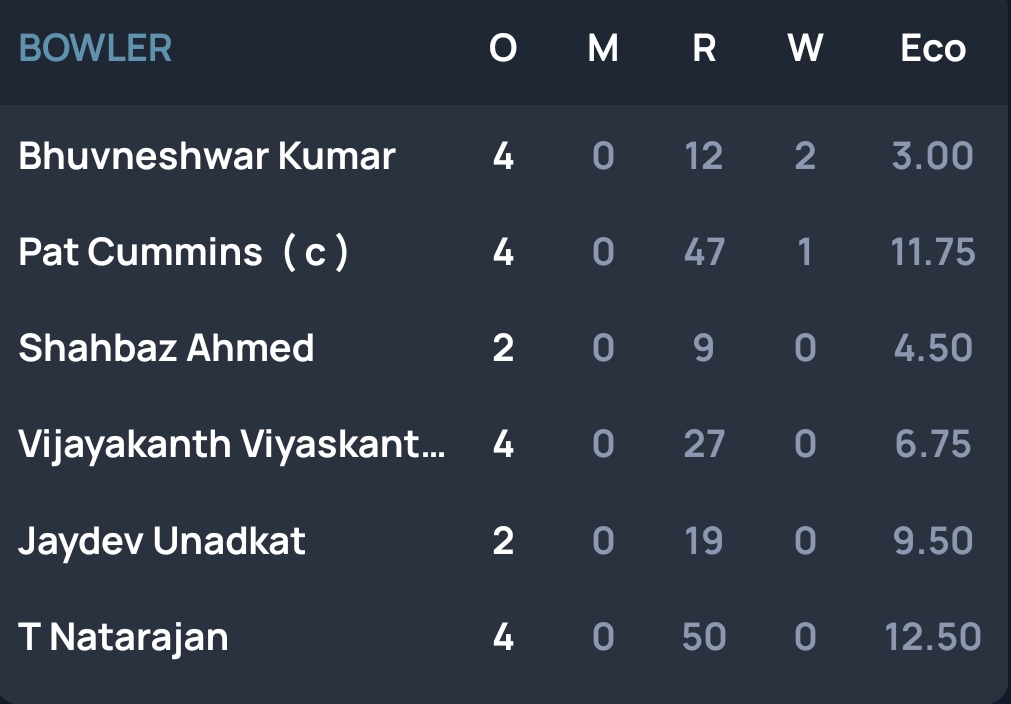 BOWLER O M R W Eco
Bhuvneshwar Kumar 4 0 12 2 3.00
Pat Cummins ( c ) 4 0 47 1 11.75
Shahbaz Ahmed 2 0 9 0 4.50
Vijayakanth Viyaskant... 4 0 27 0 6.75
Jaydev Unadkat 2 0 19 0 9.50
T Natarajan 4 0 50 0 12.50